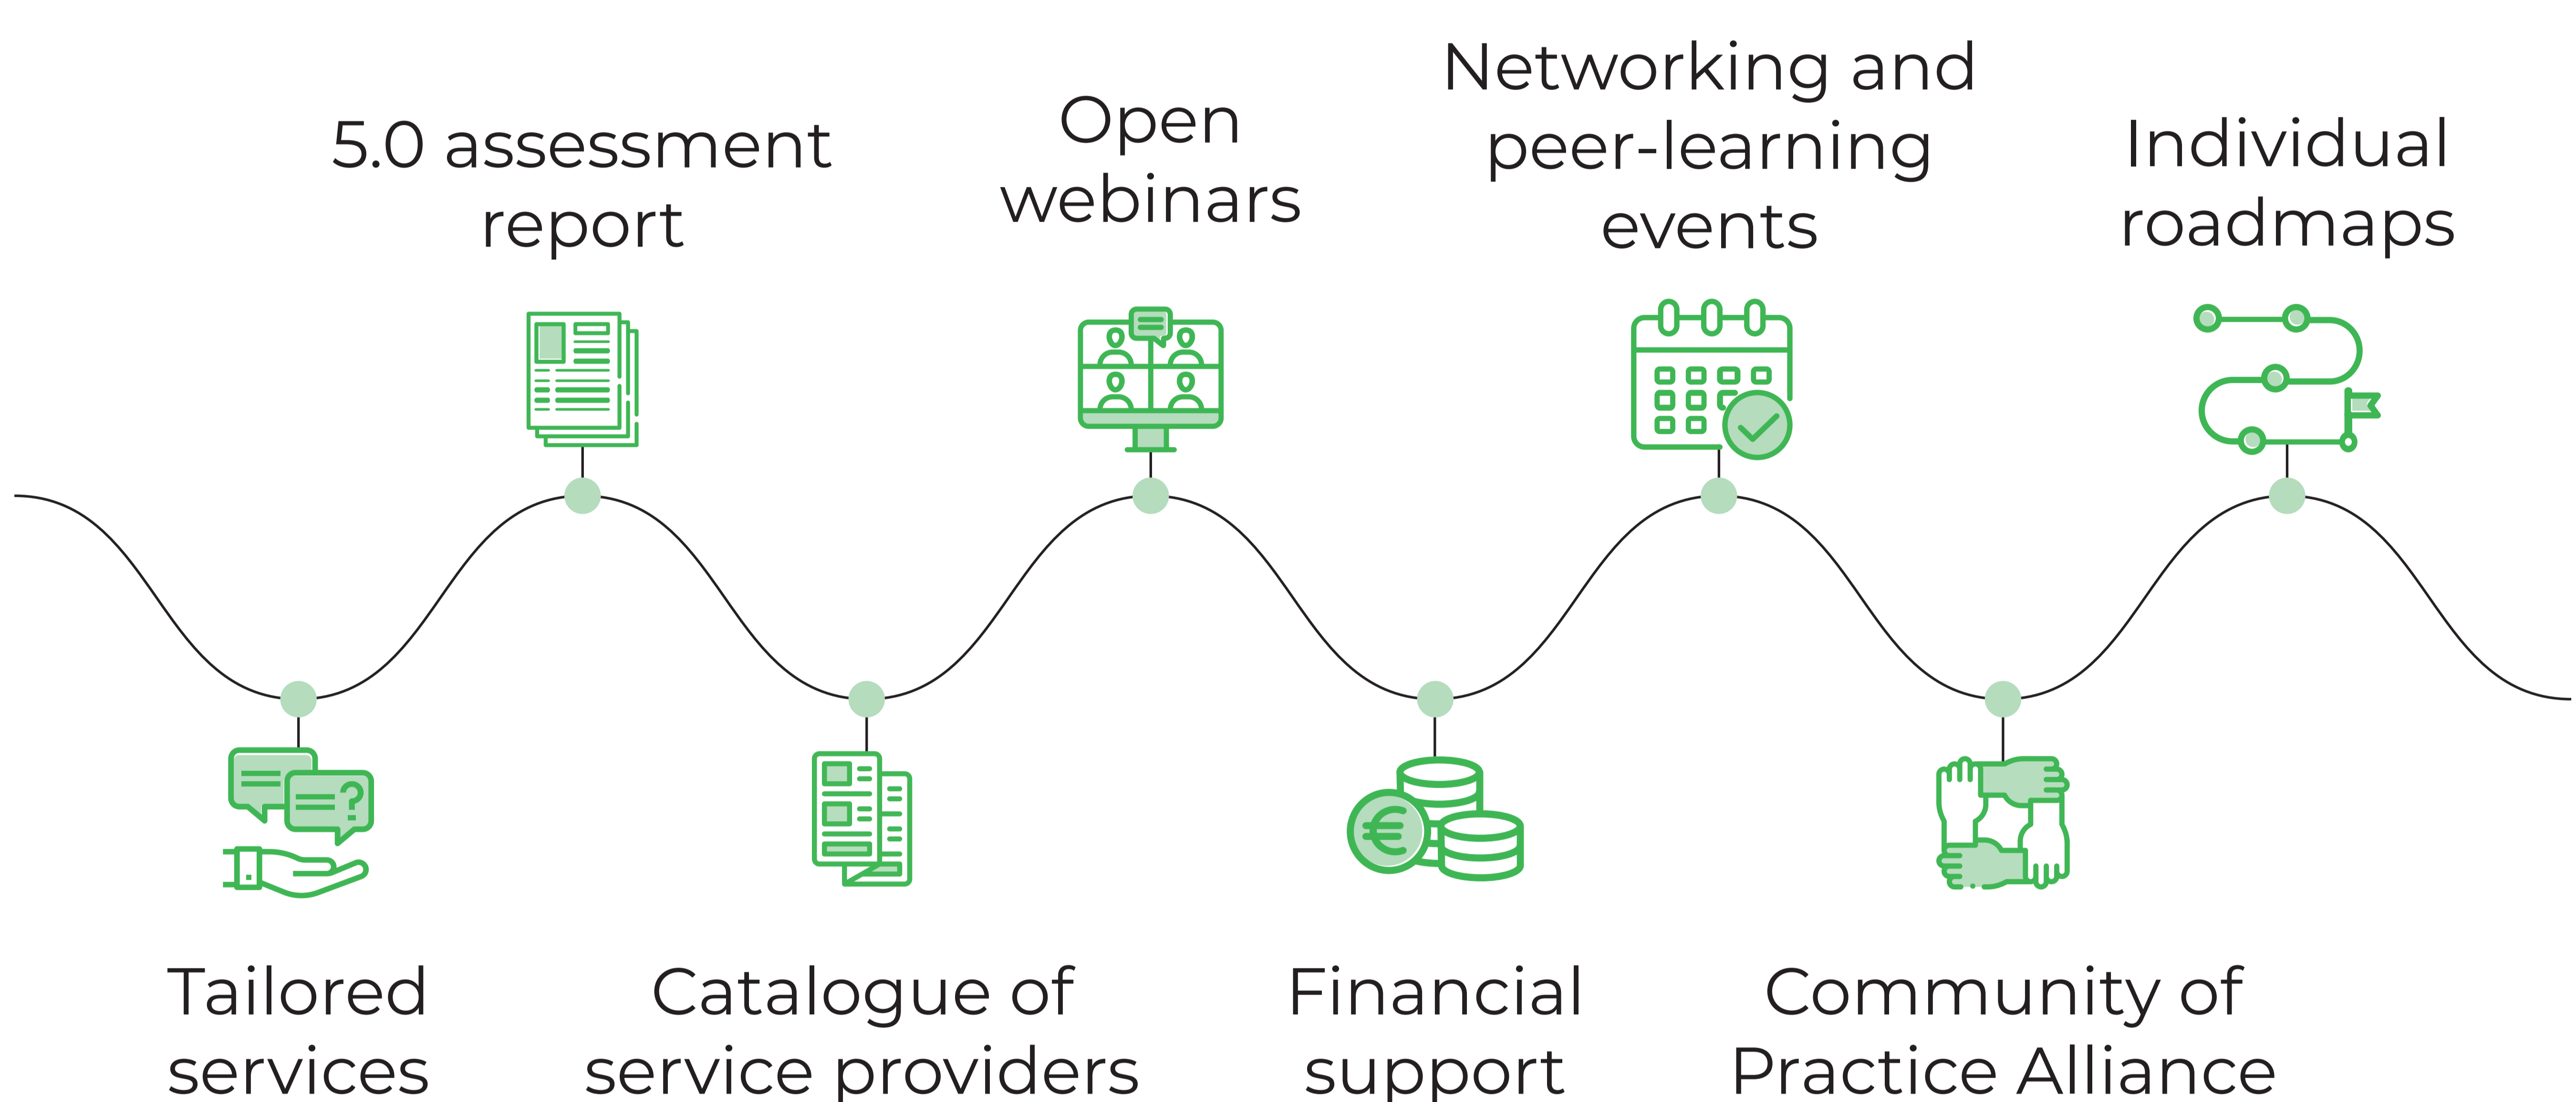 5.0 assessment
report
Open
webinars
Networking and
peer-learning
events
Individual
roadmaps
?
€
Tailored
services
Catalogue of
service providers
Financial
support
Community of
Practice Alliance